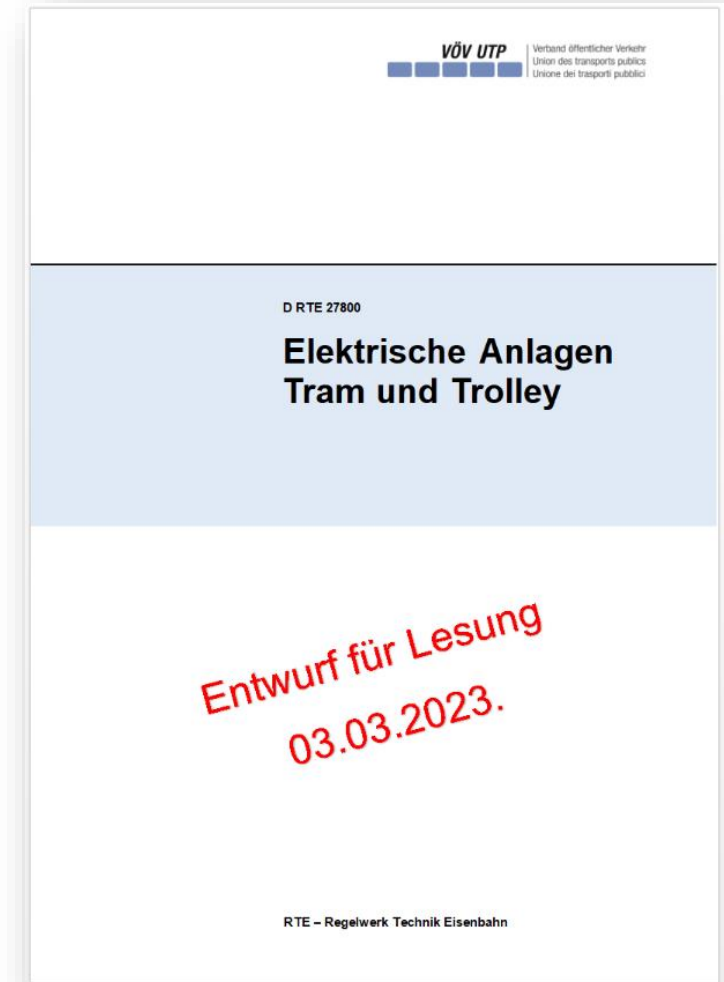 VÖV UTP
Verband öffentlicher Verkehr
Union des transports publics
Unione dei trasporti pubblici
D RTE 27800
Elektrische Anlagen
Tram und Trolley
Entwurf für Lesung
03.03.2023.
RTE – Regelwerk Technik Eisenbahn